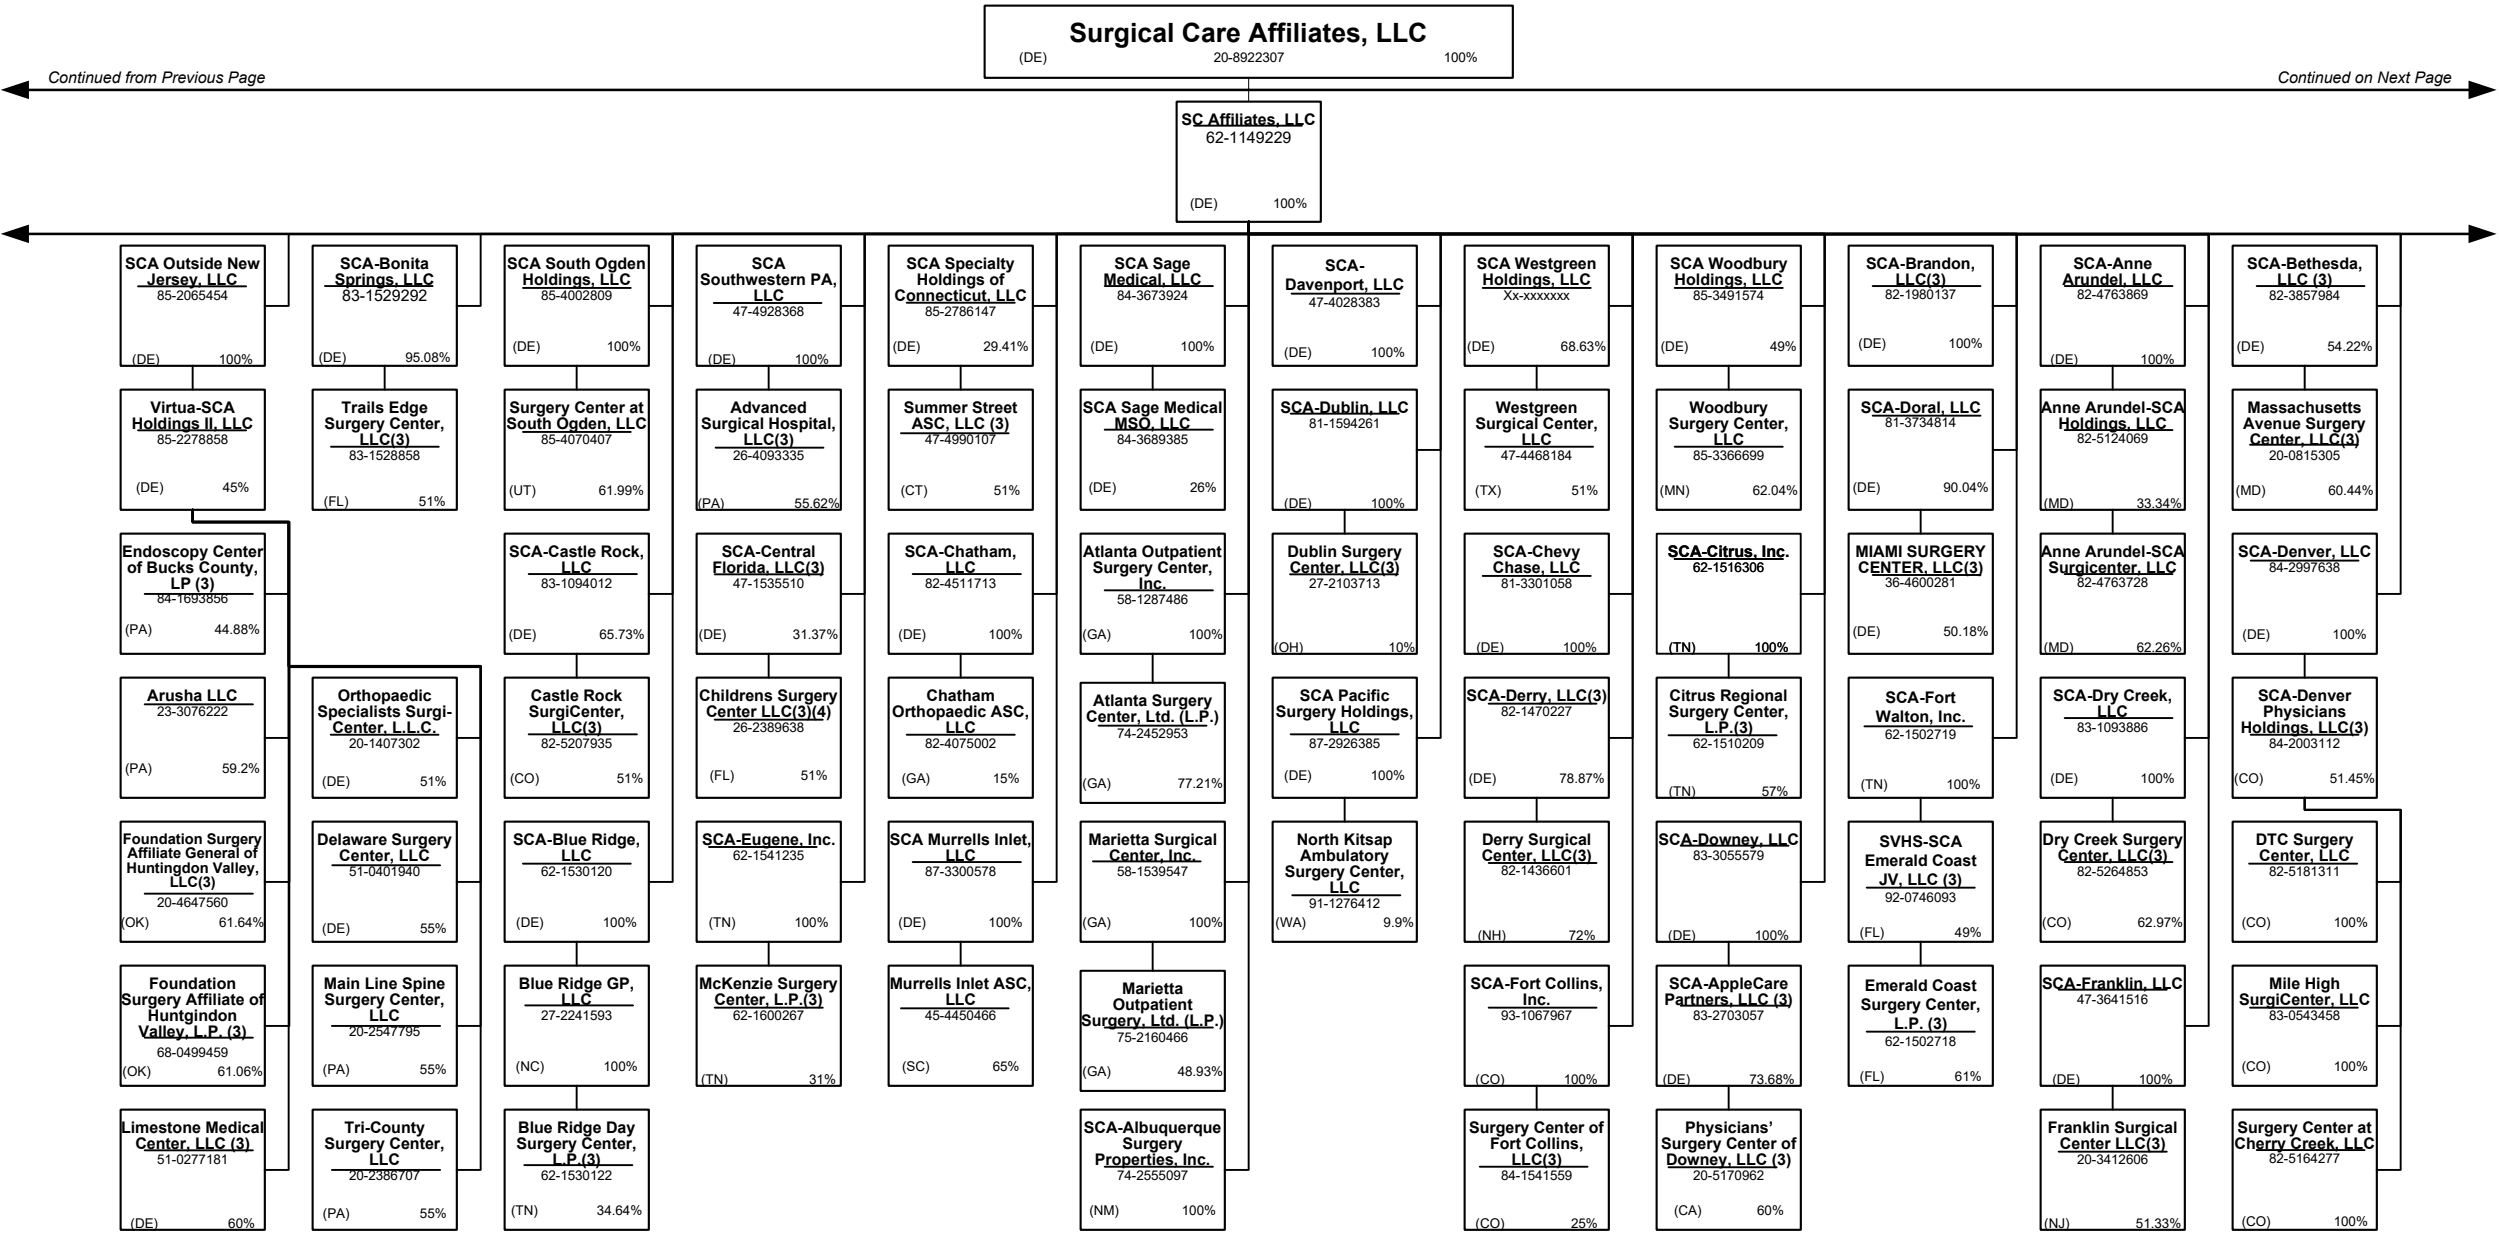 Surgical Care Affiliates, LLC
(DE) 20-8922307 100%
Continued from Previous Page
Continued on Next Page
SC Affiliates, LLC
62-1149229
(DE) 100%
SCA Outside New
Jersey, LLC
85-2065454
(DE) 100%
SCA-Bonita
Springs, LLC
83-1529292
(DE) 95.08%
SCA South Ogden
Holdings, LLC
85-4002809
(DE) 100%
SCA
Southwestern PA,
LLC
47-4928368
(DE) 100%
SCA Specialty
Holdings of
Connecticut, LLC
85-2786147
(DE) 29.41%
SCA Sage
Medical, LLC
84-3673924
(DE) 100%
SCA-
Davenport, LLC
47-4028383
(DE) 100%
SCA Westgreen
Holdings, LLC
Xx-xxxxxxx
(DE) 68.63%
SCA Woodbury
Holdings, LLC
85-3491574
(DE) 49%
SCA-Brandon,
LLC(3)
82-1980137
(DE) 100%
SCA-Anne
Arundel, LLC
82-4763869
(DE) 100%
SCA-Bethesda,
LLC (3)
82-3857984
(DE) 54.22%
Virtua-SCA
Holdings II, LLC
85-2278858
(DE) 45%
Trails Edge
Surgery Center,
LLC(3)
83-1528858
(FL) 51%
Surgery Center at
South Ogden, LLC
85-4070407
(UT) 61.99%
Advanced
Surgical Hospital,
LLC(3)
26-4093335
(PA) 55.62%
Summer Street
ASC, LLC (3)
47-4990107
(CT) 51%
SCA Sage Medical
MSO, LLC
84-3689385
(DE) 26%
SCA-Dublin, LLC
81-1594261
(DE) 100%
Westgreen
Surgical Center,
LLC
47-4468184
(TX) 51%
Woodbury
Surgery Center,
LLC
85-3366699
(MN) 62.04%
SCA-Doral, LLC
81-3734814
(DE) 90.04%
Anne Arundel-SCA
Holdings, LLC
82-5124069
(MD) 33.34%
Massachusetts
Avenue Surgery
Center, LLC(3)
20-0815305
(MD) 60.44%
Endoscopy Center
of Bucks County,
LP (3)
84-1693856
(PA) 44.88%
SCA-Castle Rock,
LLC
83-1094012
(DE) 65.73%
SCA-Central
Florida, LLC(3)
47-1535510
(DE) 31.37%
SCA-Chatham,
LLC
82-4511713
(DE) 100%
Atlanta Outpatient
Surgery Center,
Inc.
58-1287486
(GA) 100%
Dublin Surgery
Center, LLC(3)
27-2103713
(OH) 10%
SCA-Chevy
Chase, LLC
81-3301058
(DE) 100%
SCA-Citrus, Inc.
62-1516306
(TN) 100%
MIAMI SURGERY
CENTER, LLC(3)
36-4600281
(DE) 50.18%
Anne Arundel-SCA
Surgicenter, LLC
82-4763728
(MD) 62.26%
SCA-Denver, LLC
84-2997638
(DE) 100%
Arusha LLC
23-3076222
(PA) 59.2%
Orthopaedic
Specialists Surgi-
Center, L.L.C.
20-1407302
(DE) 51%
Castle Rock
SurgiCenter,
LLC(3)
82-5207935
(CO) 51%
Childrens Surgery
Center LLC(3)(4)
26-2389638
(FL) 51%
Chatham
Orthopaedic ASC,
LLC
82-4075002
(GA) 15%
Atlanta Surgery
Center, Ltd. (L.P.)
74-2452953
(GA) 77.21%
SCA Pacific
Surgery Holdings,
LLC
87-2926385
(DE) 100%
SCA-Derry, LLC(3)
82-1470227
(DE) 78.87%
Citrus Regional
Surgery Center,
L.P.(3)
62-1510209
(TN) 57%
SCA-Fort
Walton, Inc.
62-1502719
(TN) 100%
SCA-Dry Creek,
LLC
83-1093886
(DE) 100%
SCA-Denver
Physicians
Holdings, LLC(3)
84-2003112
(CO) 51.45%
Foundation Surgery
Affiliate General of
Huntingdon Valley,
LLC(3)
20-4647560
(OK) 61.64%
Delaware Surgery
Center, LLC
51-0401940
(DE) 55%
SCA-Blue Ridge,
LLC
62-1530120
(DE) 100%
SCA-Eugene, Inc.
62-1541235
(TN) 100%
SCA Murrells Inlet,
LLC
87-3300578
(DE) 100%
Marietta Surgical
Center, Inc.
58-1539547
(GA) 100%
North Kitsap
Ambulatory
Surgery Center,
LLC
91-1276412
(WA) 9.9%
Derry Surgical
Center, LLC(3)
82-1436601
(NH) 72%
SCA-Downey, LLC
83-3055579
(DE) 100%
SVHS-SCA
Emerald Coast
JV, LLC (3)
92-0746093
(FL) 49%
Dry Creek Surgery
Center, LLC(3)
82-5264853
(CO) 62.97%
DTC Surgery
Center, LLC
82-5181311
(CO) 100%
Foundation
Surgery Affiliate of
Huntgindon
Valley, L.P. (3)
68-0499459
(OK) 61.06%
Main Line Spine
Surgery Center,
LLC
20-2547795
(PA) 55%
Blue Ridge GP,
LLC
27-2241593
(NC) 100%
McKenzie Surgery
Center, L.P.(3)
62-1600267
(TN) 31%
Murrells Inlet ASC,
LLC
45-4450466
(SC) 65%
Marietta
Outpatient
Surgery, Ltd. (L.P.)
75-2160466
(GA) 48.93%
SCA-Fort Collins,
Inc.
93-1067967
(CO) 100%
SCA-AppleCare
Partners, LLC (3)
83-2703057
(DE) 73.68%
Emerald Coast
Surgery Center,
L.P. (3)
62-1502718
(FL) 61%
SCA-Franklin, LLC
47-3641516
(DE) 100%
Mile High
SurgiCenter, LLC
83-0543458
(CO) 100%
Limestone Medical
Center, LLC (3)
51-0277181
(DE) 60%
Tri-County
Surgery Center,
LLC
20-2386707
(PA) 55%
Blue Ridge Day
Surgery Center,
L.P.(3)
62-1530122
(TN) 34.64%
SCA-Albuquerque
Surgery
Properties, Inc.
74-2555097
(NM) 100%
Surgery Center of
Fort Collins,
LLC(3)
84-1541559
(CO) 25%
Physicians’
Surgery Center of
Downey, LLC (3)
20-5170962
(CA) 60%
Franklin Surgical
Center LLC(3)
20-3412606
(NJ) 51.33%
Surgery Center at
Cherry Creek, LLC
82-5164277
(CO) 100%